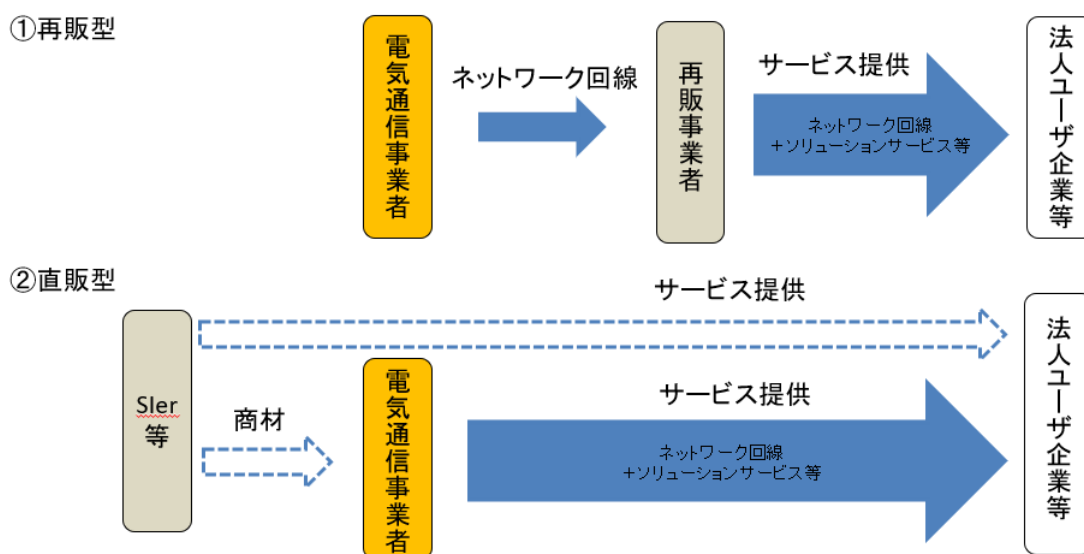 ①再販型
電気通信事業者
ネットワーク回線
再販事業者
サービス提供
ネットワーク回線
+ソリューションサービス等
法人ユーザ企業等
②直販型
サービス提供
SIer
等
商材
電気通信事業者
サービス提供
ネットワーク回線
+ソリューションサービス等
法人ユーザ企業等